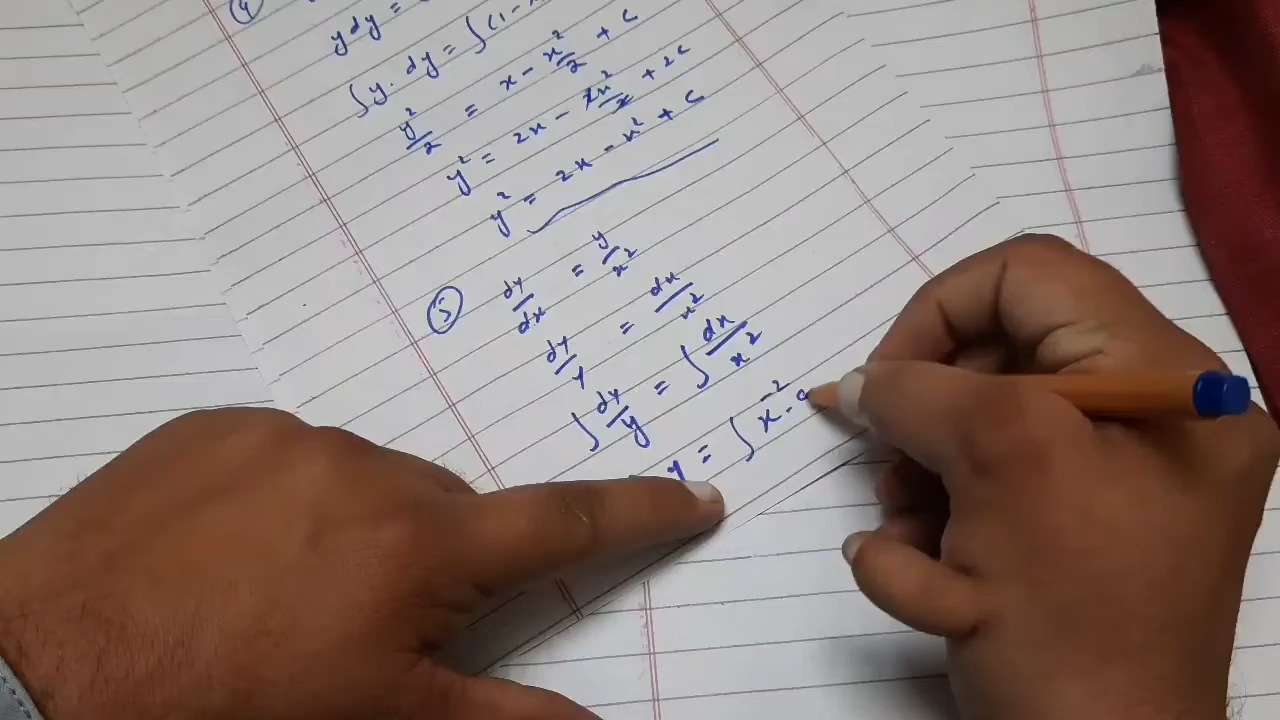 ④
y dy =
∫y. dy = ∫(1 -
y²/2 = x - x²/2 + c
y² = 2x - 2x²/2 + 2c
y² = 2x - x² + c
⑤ dy/dx = y/x²
dy/y = dx/x²
∫dy/y = ∫dx/x²
y = ∫x⁻².